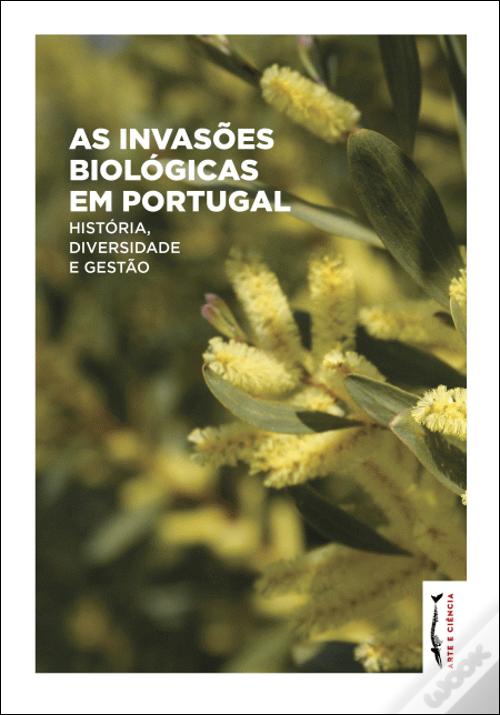 AS INVASÕES
BIOLÓGICAS
EM PORTUGAL
HISTÓRIA,
DIVERSIDADE
E GESTÃO
ARTE E CIÊNCIA
wook